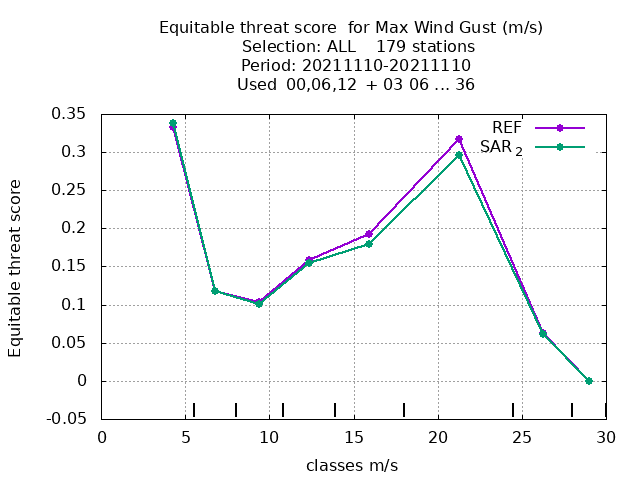 Equitable threat score  for Max Wind Gust (m/s)
Selection: ALL    179 stations
Period: 20211110-20211110
Used  00,06,12  + 03 06 ... 36
REF
SAR 2
0.35
0.3
0.25
0.2
0.15
0.1
0.05
0
-0.05
Equitable threat score
0 5 10 15 20 25 30
classes m/s